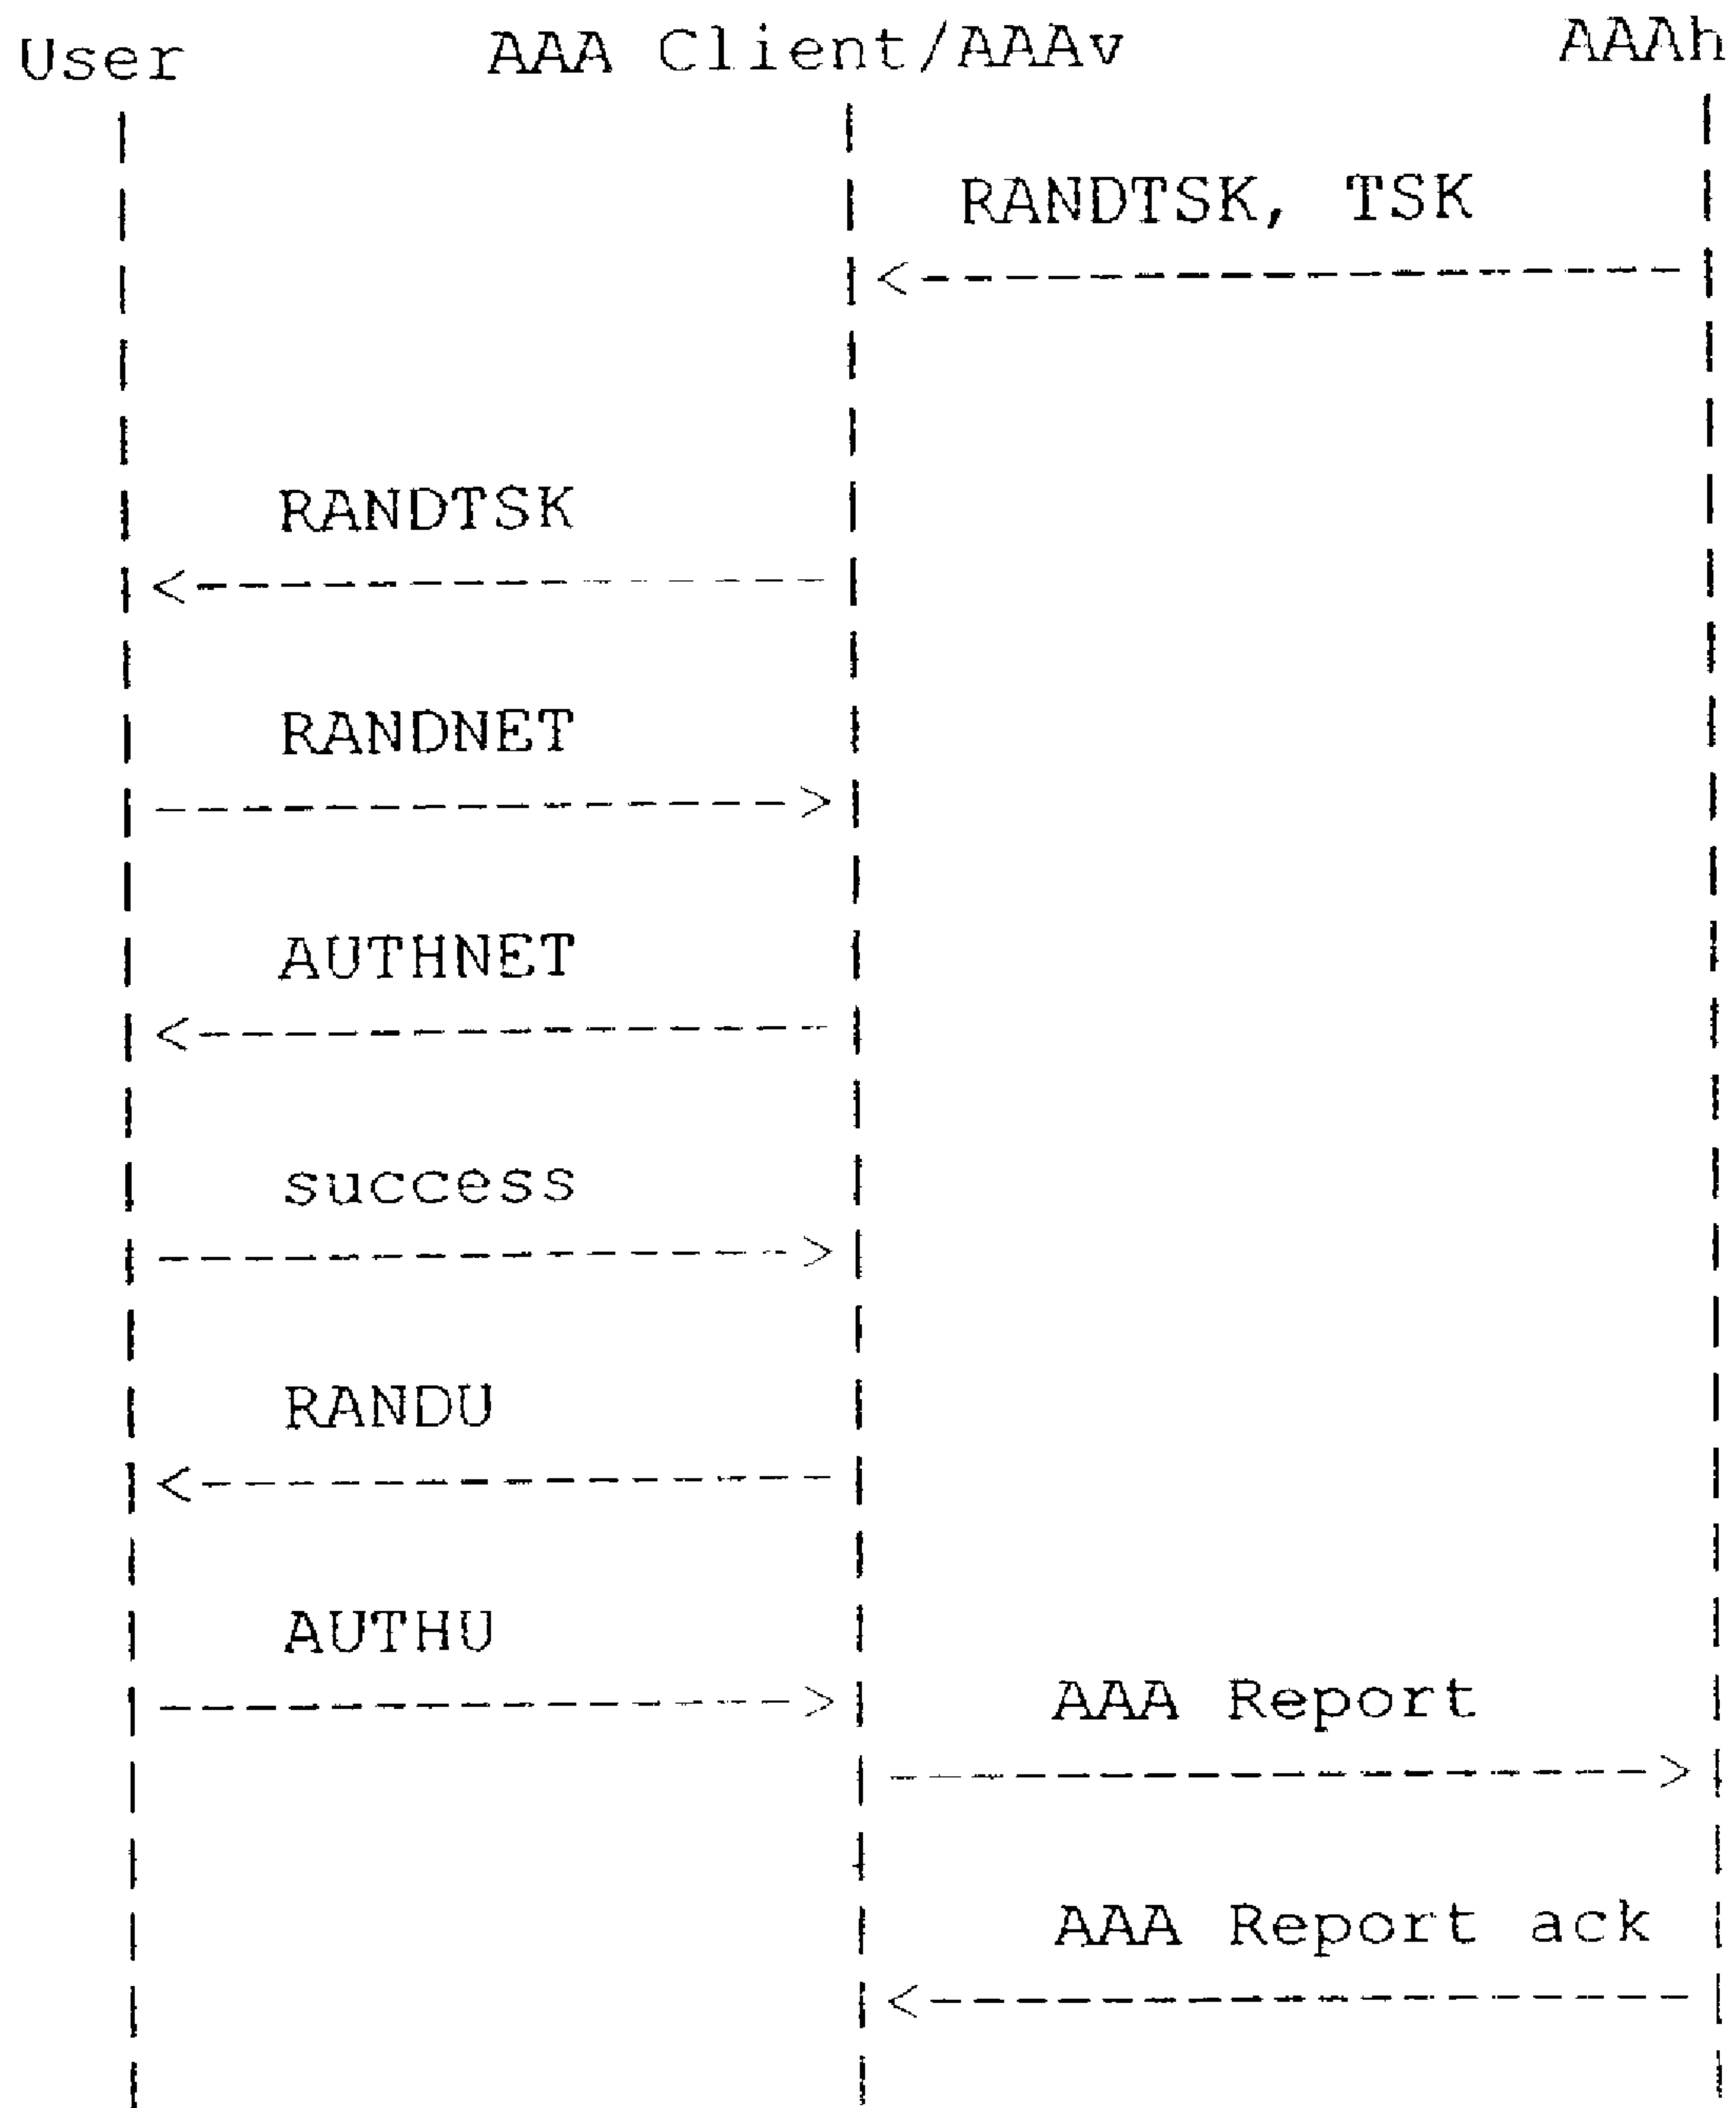 User AAA Client/AAAv AAAh
RANDTSK, TSK
RANDTSK
RANDNET
AUTHNET
success
RANDU
AUTHU
AAA Report
AAA Report ack